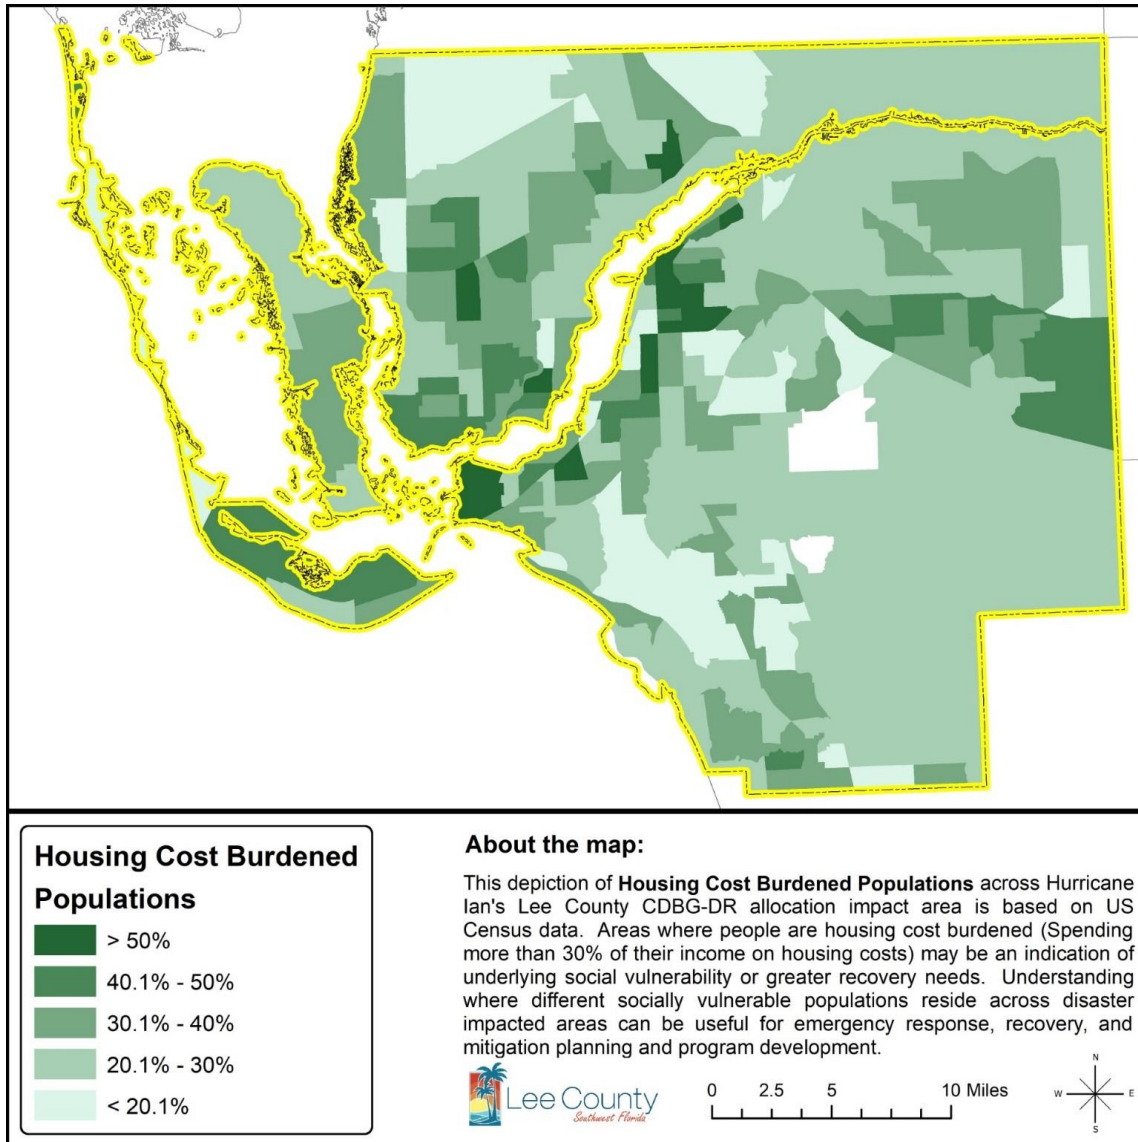 Housing Cost Burdened
Populations
> 50%
40.1% - 50%
30.1% - 40%
20.1% - 30%
< 20.1%
About the map:
This depiction of Housing Cost Burdened Populations across Hurricane
Ian's Lee County CDBG-DR allocation impact area is based on US
Census data. Areas where people are housing cost burdened (Spending
more than 30% of their income on housing costs) may be an indication of
underlying social vulnerability or greater recovery needs. Understanding
where different socially vulnerable populations reside across disaster
impacted areas can be useful for emergency response, recovery, and
mitigation planning and program development.
Lee County
Southwest Florida
0 2.5 5 10 Miles
N
W E
S